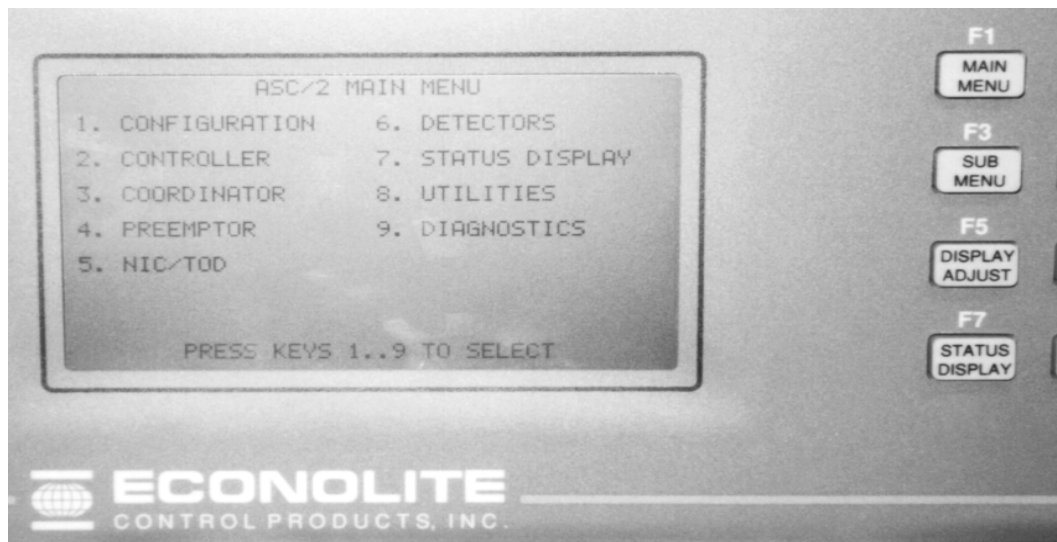 ASC/2 MAIN MENU
1. CONFIGURATION 6. DETECTORS
2. CONTROLLER 7. STATUS DISPLAY
3. COORDINATOR 8. UTILITIES
4. PREEMPTOR 9. DIAGNOSTICS
5. NIC/TOD
PRESS KEYS 1..9 TO SELECT
F1
MAIN
MENU
F3
SUB
MENU
F5
DISPLAY
ADJUST
F7
STATUS
DISPLAY
ECONOLITE
CONTROL PRODUCTS, INC.